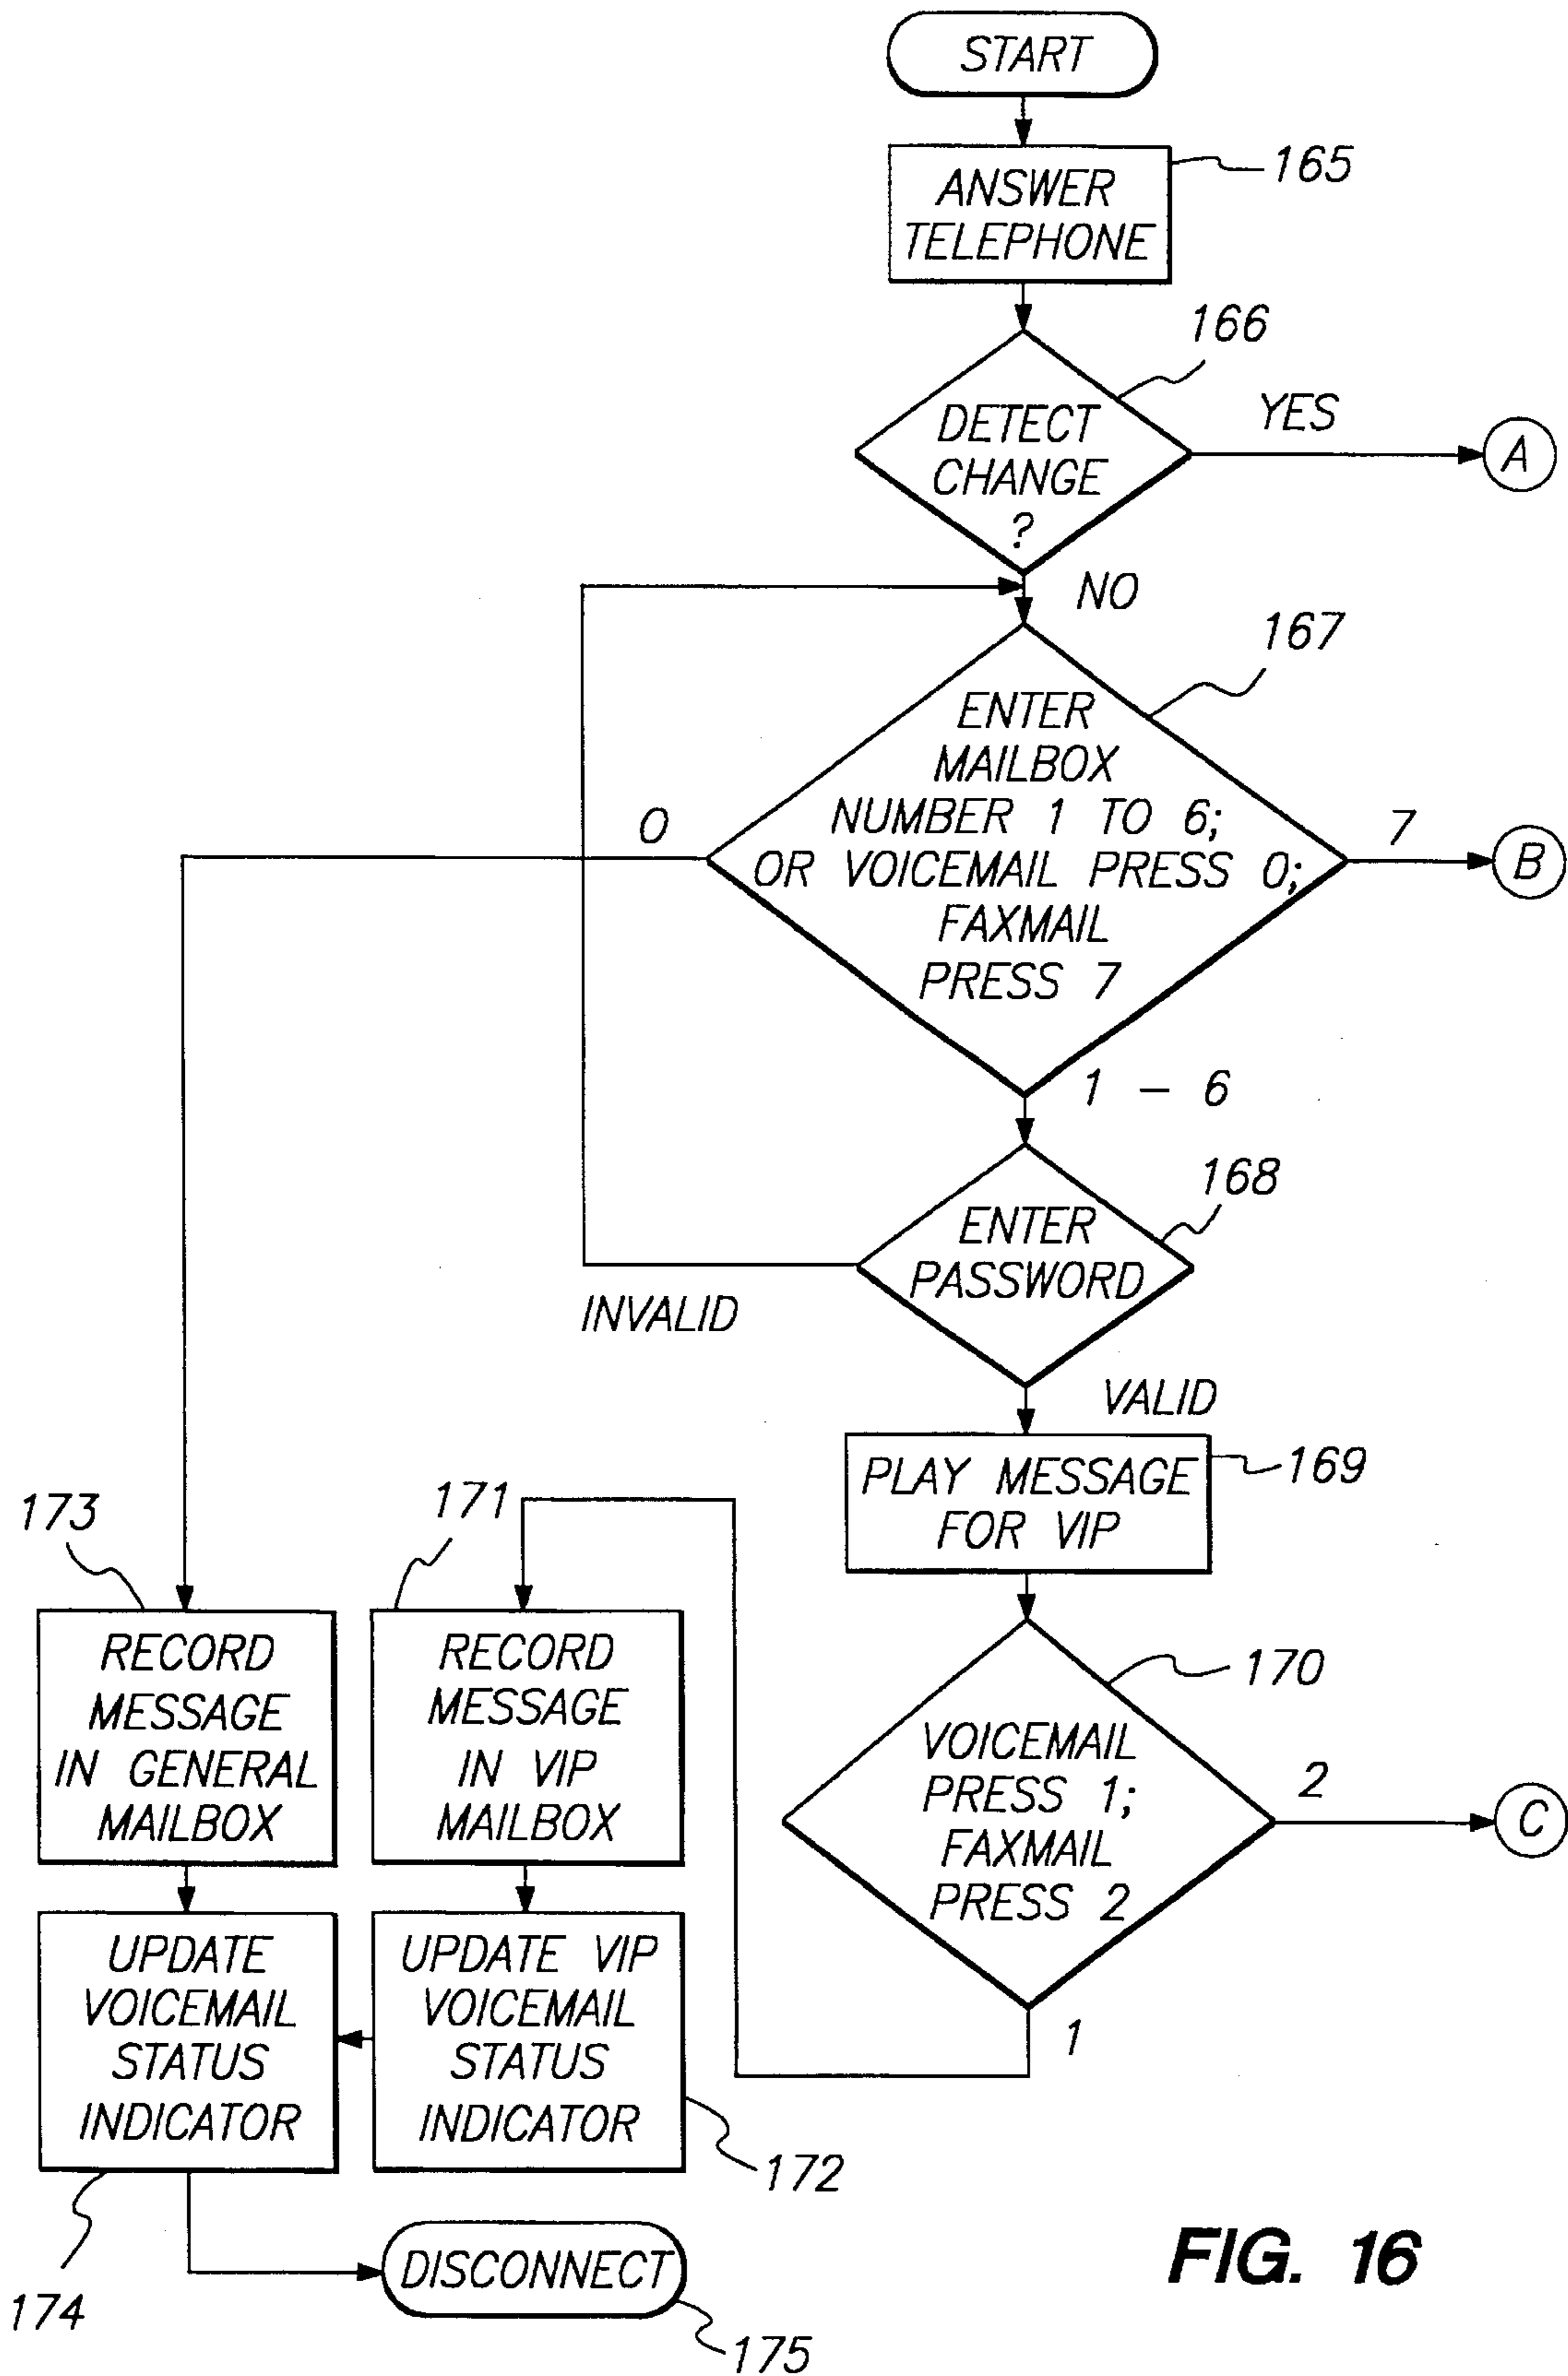 START
ANSWER
TELEPHONE
165
166
DETECT
CHANGE
?
YES
A
NO
167
ENTER
MAILBOX
NUMBER 1 TO 6;
OR VOICEMAIL PRESS 0;
FAXMAIL
PRESS 7
0
7
B
1 - 6
168
ENTER
PASSWORD
INVALID
VALID
PLAY MESSAGE
FOR VIP
169
173
171
RECORD
MESSAGE
IN GENERAL
MAILBOX
RECORD
MESSAGE
IN VIP
MAILBOX
170
VOICEMAIL
PRESS 1;
FAXMAIL
PRESS 2
2
C
1
UPDATE
VOICEMAIL
STATUS
INDICATOR
UPDATE VIP
VOICEMAIL
STATUS
INDICATOR
172
174
DISCONNECT
175
FIG. 16